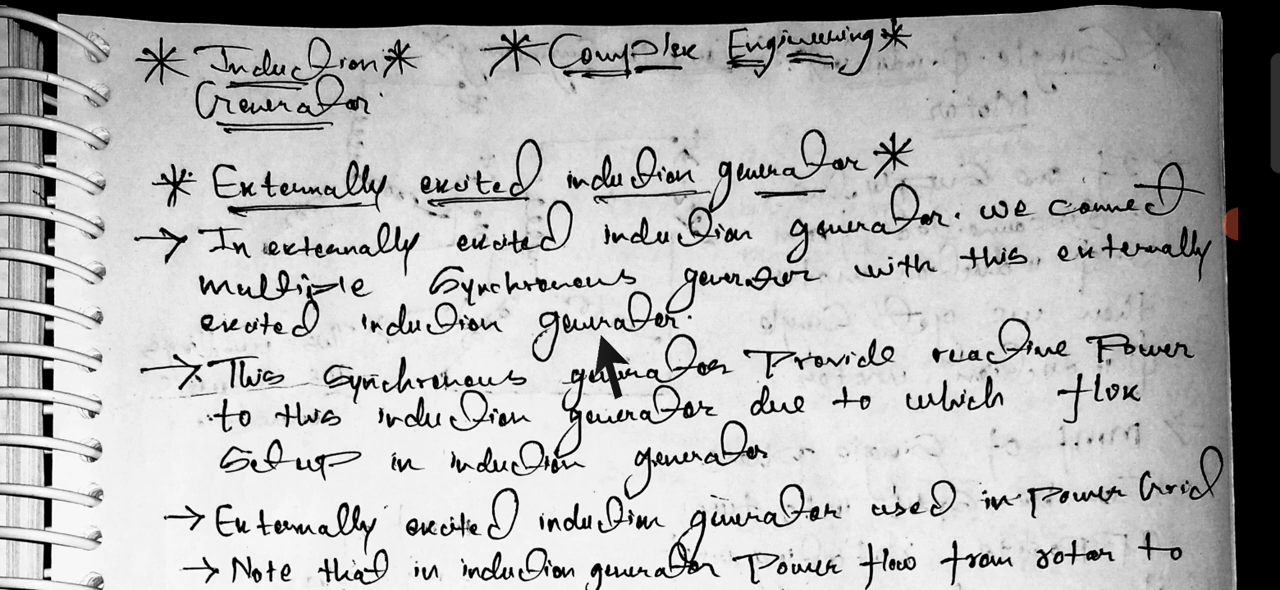 * Induction * * Complex Engineering *
Generator
* Externally excited induction generator *
→ In externally excited induction generator. we connect
multiple Synchronous generator with this externally
excited induction generator.
→ This Synchronous generator Provide reactive Power
to this induction generator due to which flux
Setup in induction generator
→ Externally excited induction generator used in Power Grid
→ Note that in induction generator Power flow from rotor to